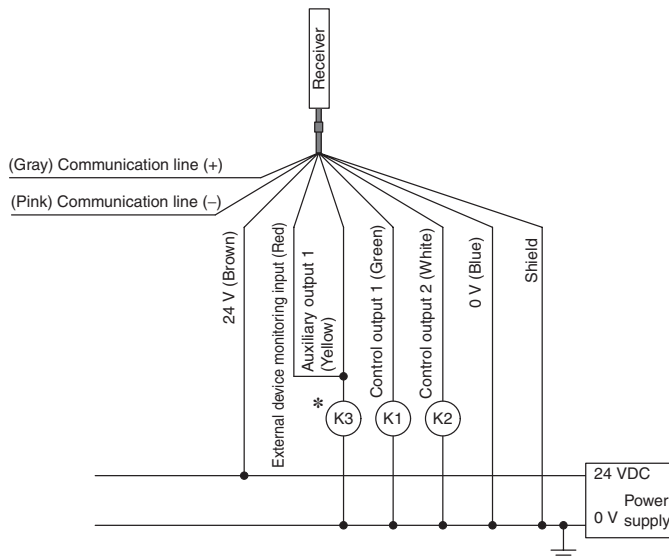 Receiver
(Gray) Communication line (+)
(Pink) Communication line (−)
24 V (Brown)
External device monitoring input (Red)
Auxiliary output 1
(Yellow)
Control output 1 (Green)
Control output 2 (White)
0 V (Blue)
Shield
*
K3
K1
K2
24 VDC
Power
supply
0 V